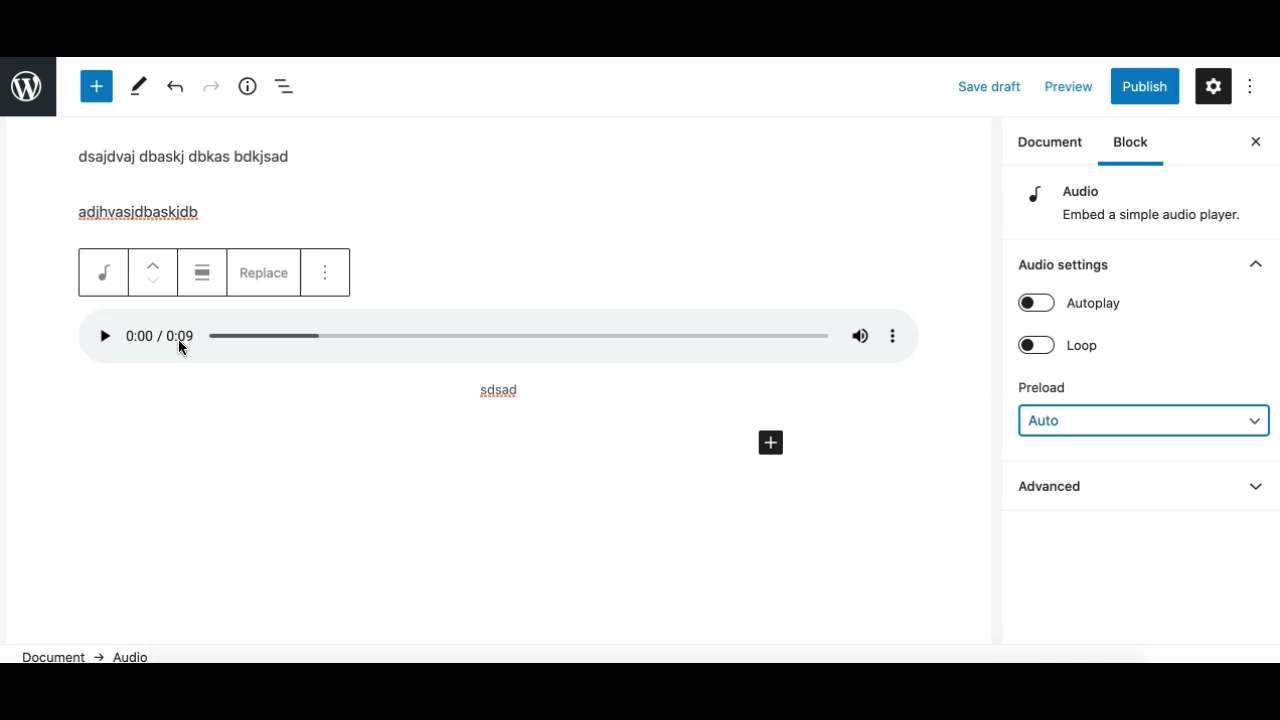 Save draft Preview Publish
dsajdvaj dbaskj dbkas bdkjsad
adjhvasjdbaskjdb
Replace
0:00 / 0:09
sdsad
Document Block
Audio
Embed a simple audio player.
Audio settings
Autoplay
Loop
Preload
Auto
Advanced
Document → Audio